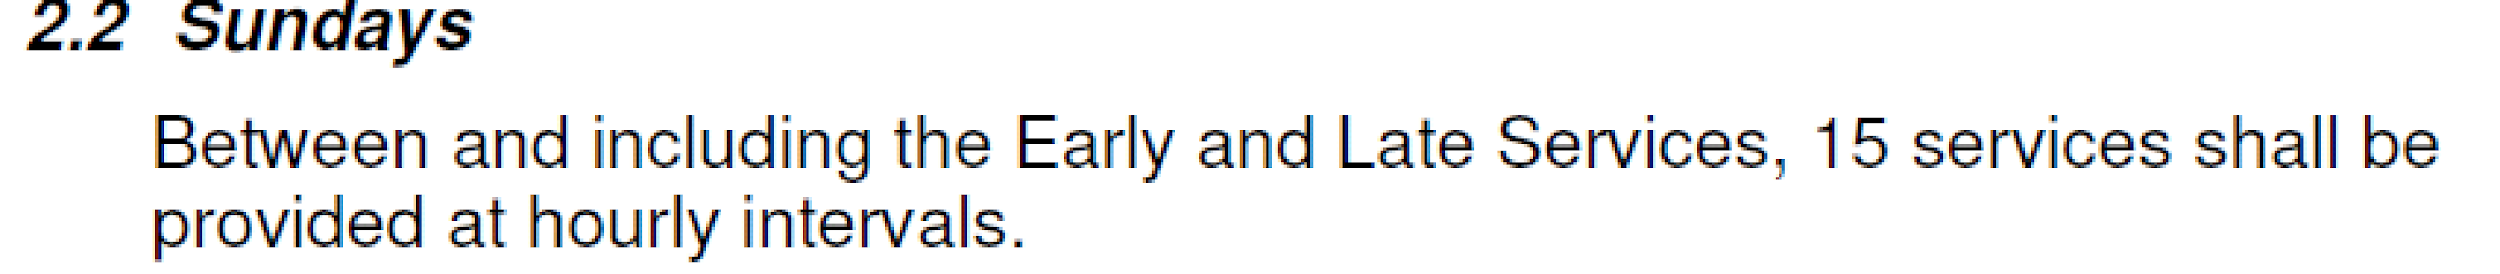 2.2 Sundays
Between and including the Early and Late Services, 15 services shall be
provided at hourly intervals.